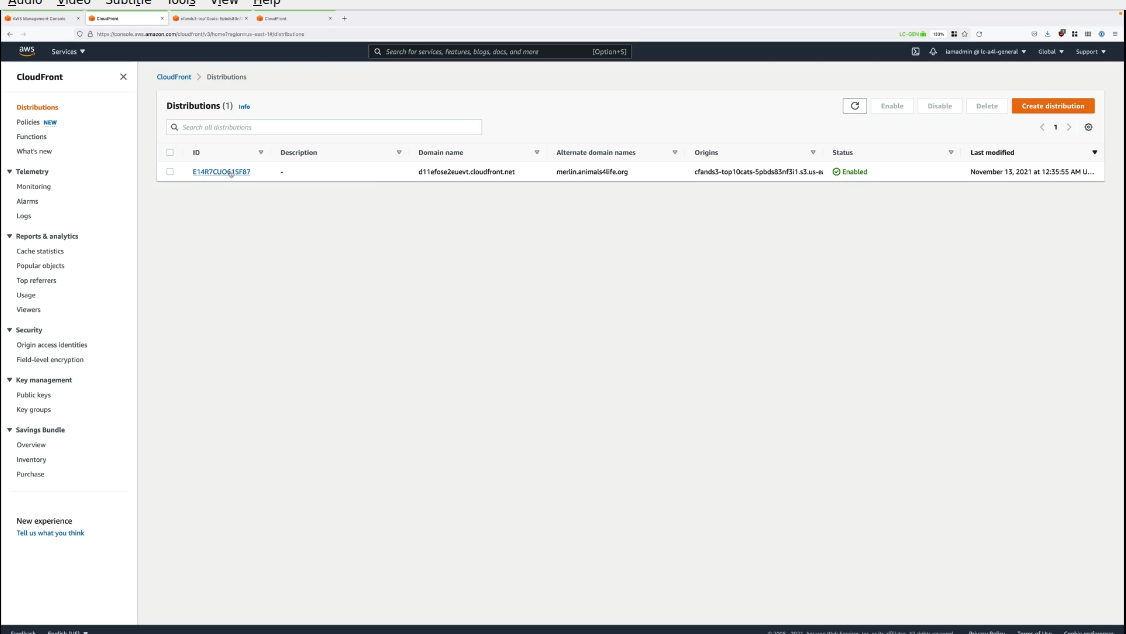 Audio Video Subtitle Tools View Help
AWS Management Console
CloudFront
CloudFront
https://console.aws.amazon.com/cloudfront/v3/home?region=us-east-1#/distributions
LC-GEN
133%
aws
Services
Search for services, features, blogs, docs, and more [Option+S]
iamadmin @ lc-a4l-general
Global
Support
CloudFront
Distributions
Policies NEW
Functions
What's new
Telemetry
Monitoring
Alarms
Logs
Reports & analytics
Cache statistics
Popular objects
Top referrers
Usage
Viewers
Security
Origin access identities
Field-level encryption
Key management
Public keys
Key groups
Savings Bundle
Overview
Inventory
Purchase
New experience
Tell us what you think
CloudFront > Distributions
Distributions (1) Info
Enable
Disable
Delete
Create distribution
Search all distributions
1
ID Description Domain name Alternate domain names Origins Status Last modified
- d11efose2euevt.cloudfront.net merlin.animals4life.org cfands3-top10cats-5pbds83nf3i1.s3.us-ea Enabled November 13, 2021 at 12:35:55 AM U...
Feedback English (US)
Privacy Policy Terms of Use Cookie preferences